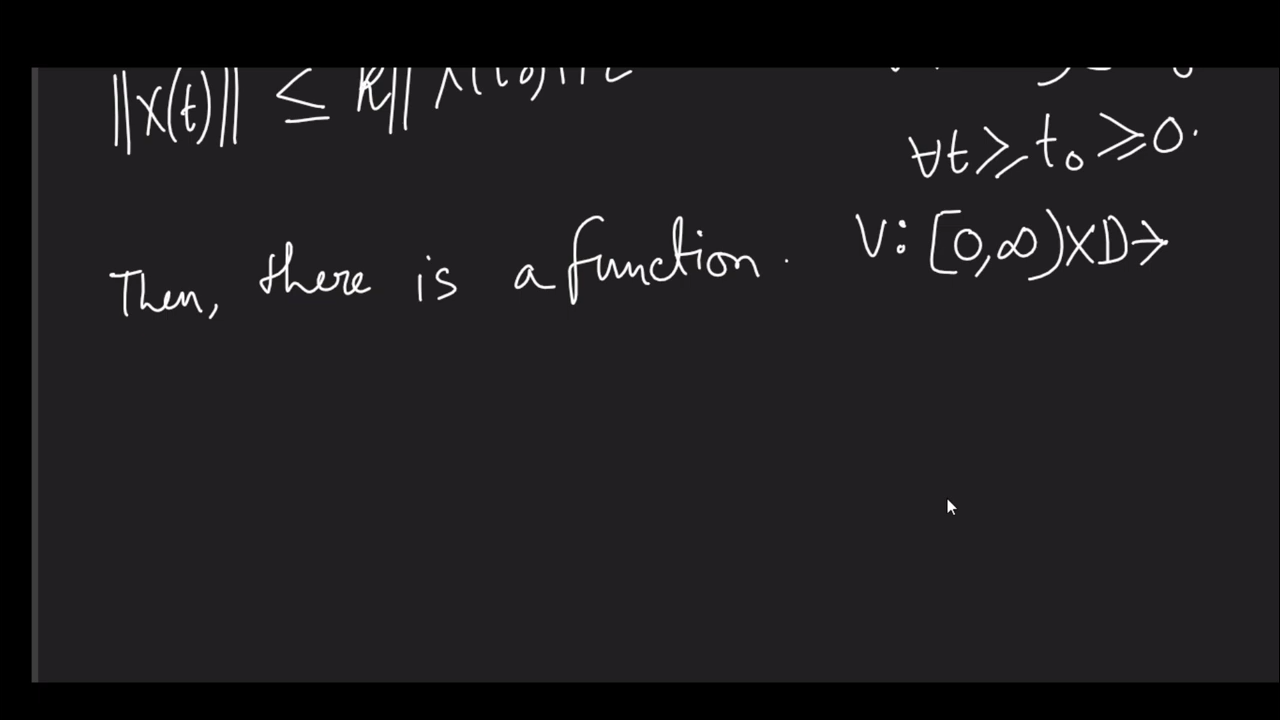 ‖x(t)‖ ≤ k‖x(t₀)‖
∀t ≥ t₀ ≥ 0.
Then, there is a function. V: [0,∞)×D→